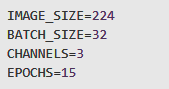 IMAGE_SIZE=224
BATCH_SIZE=32
CHANNELS=3
EPOCHS=15